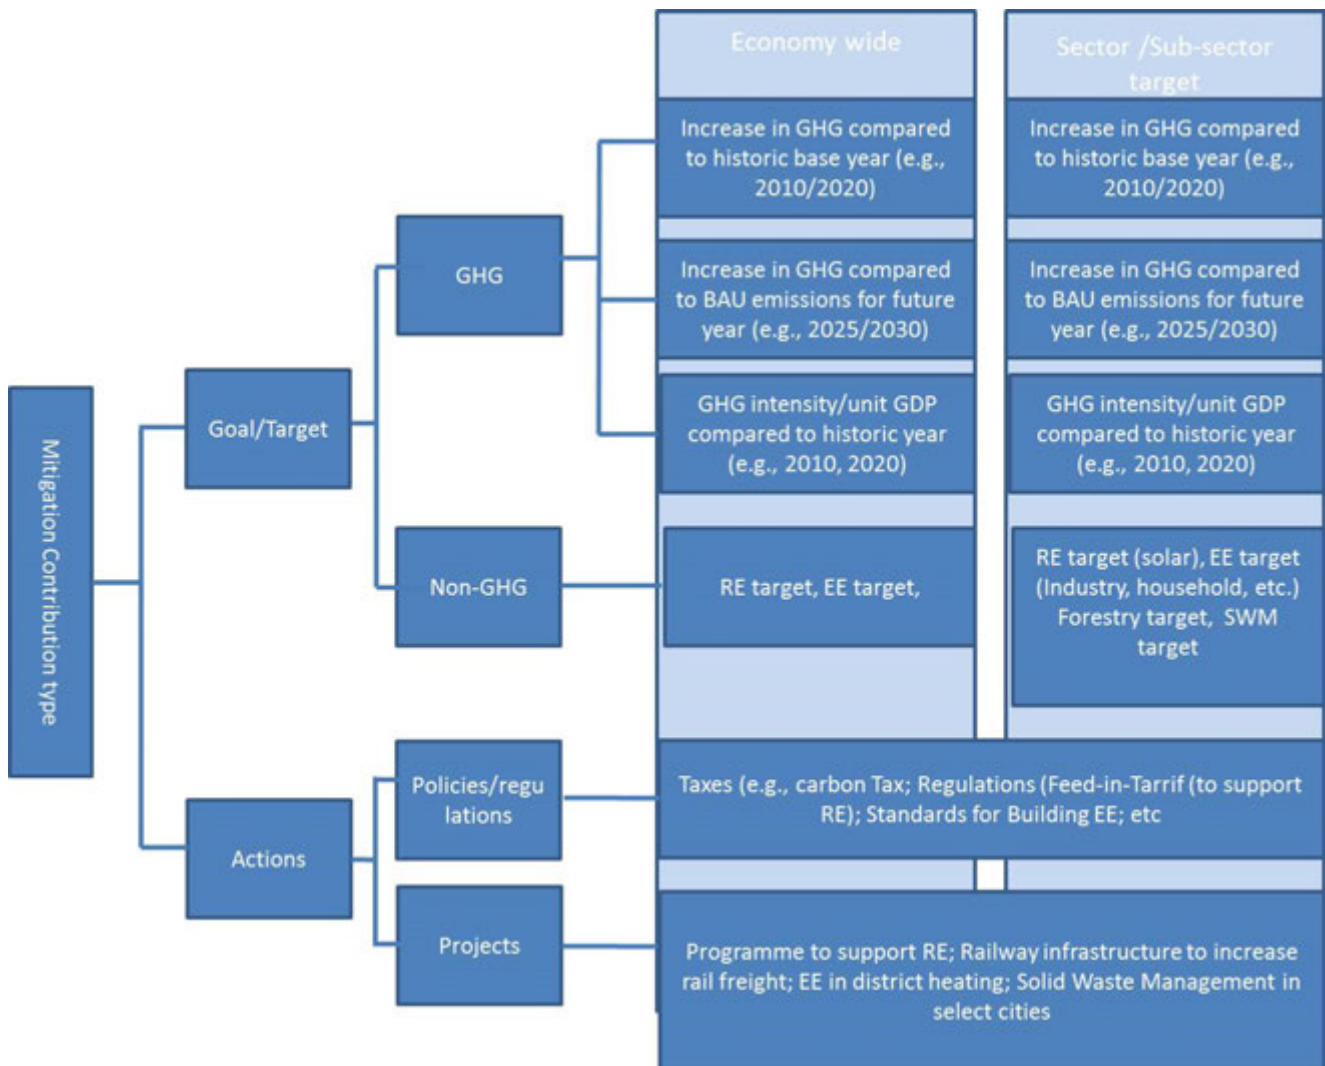 Economy wide
Sector /Sub-sector
target
Increase in GHG compared
to historic base year (e.g.,
2010/2020)
Increase in GHG compared
to historic base year (e.g.,
2010/2020)
GHG
Increase in GHG compared
to BAU emissions for future
year (e.g., 2025/2030)
Increase in GHG compared
to BAU emissions for future
year (e.g., 2025/2030)
Mitigation Contribution type
Goal/Target
GHG intensity/unit GDP
compared to historic year
(e.g., 2010, 2020)
GHG intensity/unit GDP
compared to historic year
(e.g., 2010, 2020)
Non-GHG
RE target, EE target,
RE target (solar), EE target
(Industry, household, etc.)
Forestry target, SWM
target
Actions
Policies/regu
lations
Taxes (e.g., carbon Tax; Regulations (Feed-in-Tarrif (to support
RE); Standards for Building EE; etc
Projects
Programme to support RE; Railway infrastructure to increase
rail freight; EE in district heating; Solid Waste Management in
select cities